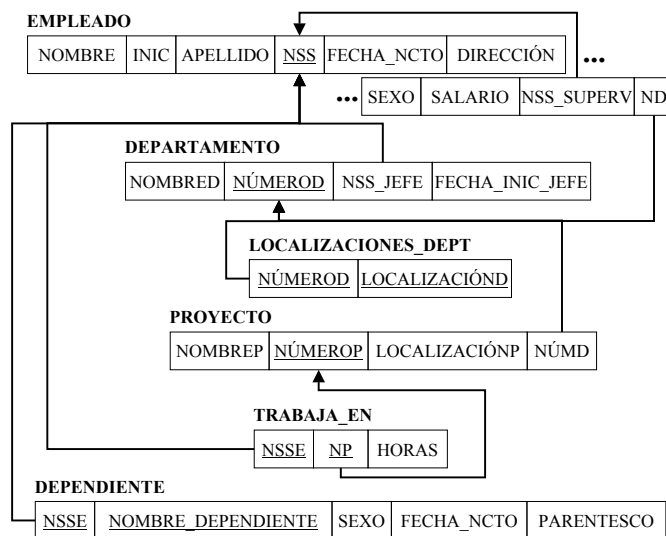 EMPLEADO
NOMBRE INIC APELLIDO NSS FECHA_NCTO DIRECCIÓN ...
... SEXO SALARIO NSS_SUPERV ND
DEPARTAMENTO
NOMBRED NÚMEROD NSS_JEFE FECHA_INIC_JEFE
LOCALIZACIONES_DEPT
NÚMEROD LOCALIZACIÓND
PROYECTO
NOMBREP NÚMEROP LOCALIZACIÓNP NÚMD
TRABAJA_EN
NSSE NP HORAS
DEPENDIENTE
NSSE NOMBRE_DEPENDIENTE SEXO FECHA_NCTO PARENTESCO